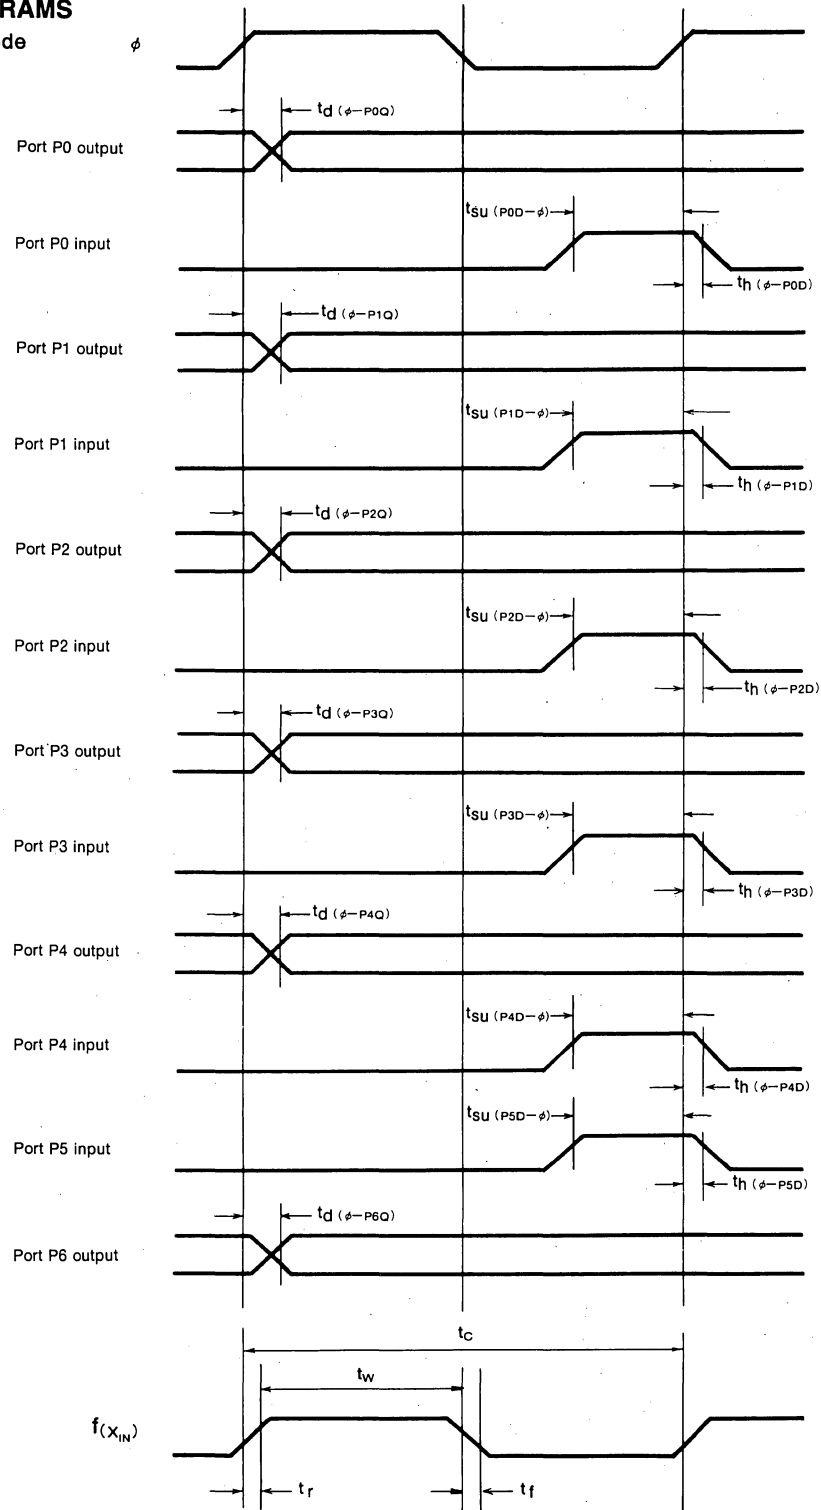 RAMS
de φ
td (φ−P0Q)
Port P0 output
tsu (P0D−φ)
Port P0 input
th (φ−P0D)
td (φ−P1Q)
Port P1 output
tsu (P1D−φ)
Port P1 input
th (φ−P1D)
td (φ−P2Q)
Port P2 output
tsu (P2D−φ)
Port P2 input
th (φ−P2D)
td (φ−P3Q)
Port P3 output
tsu (P3D−φ)
Port P3 input
th (φ−P3D)
td (φ−P4Q)
Port P4 output
tsu (P4D−φ)
Port P4 input
th (φ−P4D)
tsu (P5D−φ)
Port P5 input
th (φ−P5D)
td (φ−P6Q)
Port P6 output
tc
tw
f(XIN)
tr tf